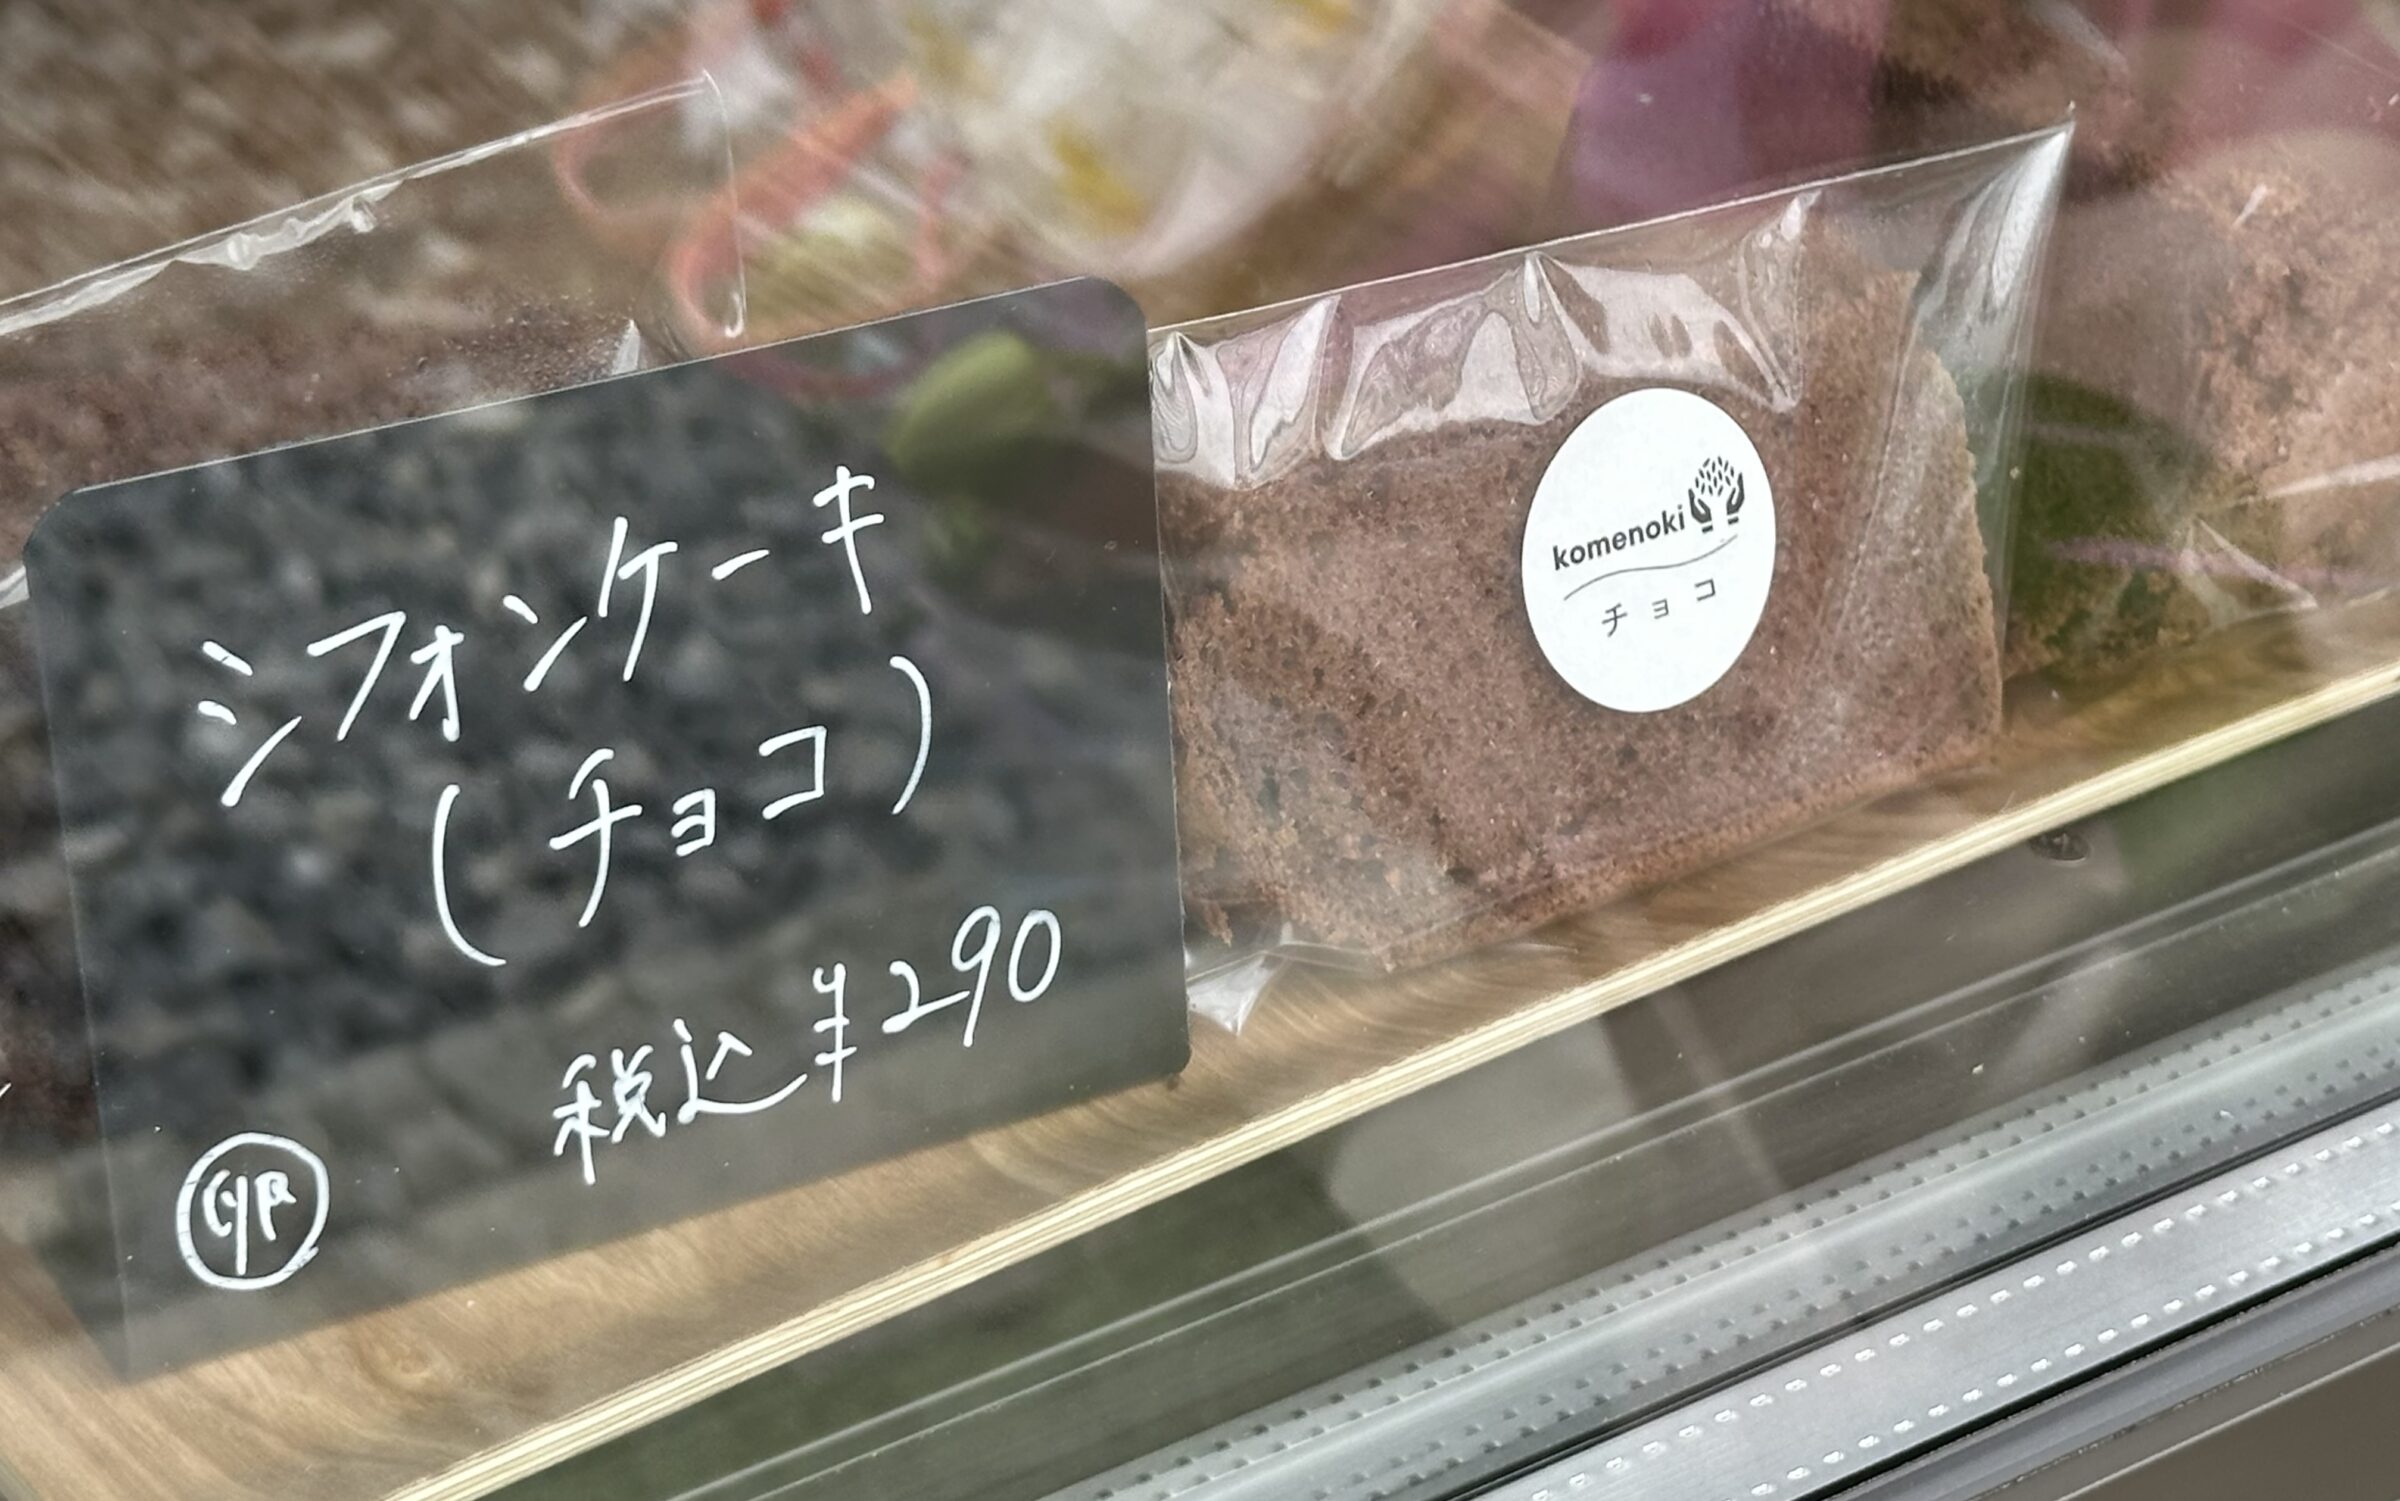 シフォンケーキ
(チョコ)
税込¥290
卵
komenoki
チョコ